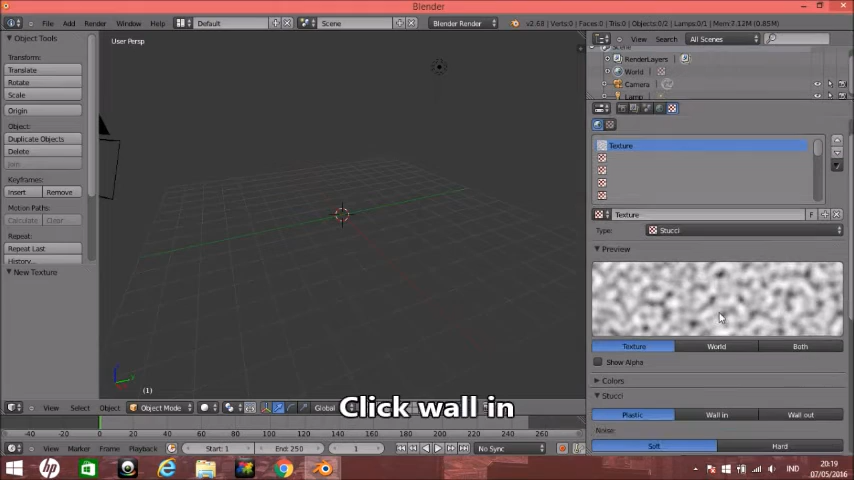 Blender
File Add Render Window Help Default Scene Blender Render v2.68 | Verts:0 | Faces:0 | Tris:0 | Objects:0/2 | Lamps:0/1 | Mem:7.12M (0.85M)
Object Tools
Transform:
Translate
Rotate
Scale
Origin
Object:
Duplicate Objects
Delete
Join
Keyframes:
Insert Remove
Motion Paths:
Calculate Clear...
Repeat:
Repeat Last
History...
New Texture
User Persp
(1)
View Select Object Object Mode Global
Click wall in
View Search All Scenes
Scene
RenderLayers
World
Camera
Lamp
Texture
Texture F
Type: Stucci
Preview
Texture World Both
Show Alpha
Colors
Stucci
Plastic Wall in Wall out
Noise:
Soft Hard
-40 -20 0 20 40 60 80 100 120 140 160 180 200 220 240 260
View Marker Frame Playback Start: 1 End: 250 1 No Sync
IND
20:19
07/05/2016